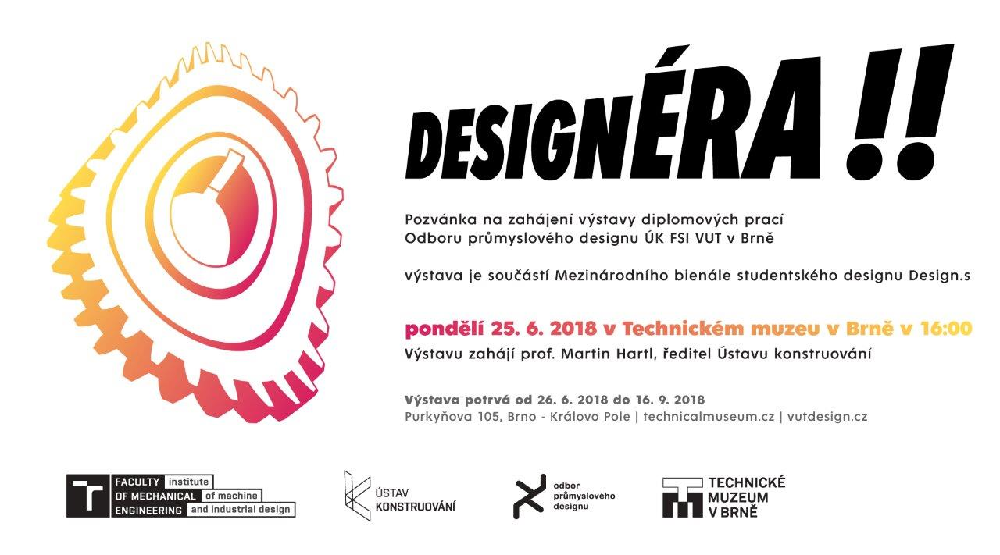 DESIGNÉRA!!
Pozvánka na zahájení výstavy diplomových prací
Odboru průmyslového designu ÚK FSI VUT v Brně
výstava je součástí Mezinárodního bienále studentského designu Design.s
pondělí 25. 6. 2018 v Technickém muzeu v Brně v 16:00
Výstavu zahájí prof. Martin Hartl, ředitel Ústavu konstruování
Výstava potrvá od 26. 6. 2018 do 16. 9. 2018
Purkyňova 105, Brno - Královo Pole | technicalmuseum.cz | vutdesign.cz
FACULTY institute
OF MECHANICAL of machine
ENGINEERING and industrial design
ÚSTAV
KONSTRUOVÁNÍ
odbor
průmyslového
designu
TECHNICKÉ
MUZEUM
V BRNĚ